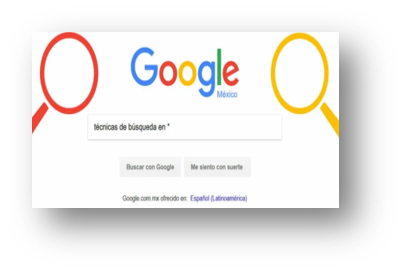 Google
México
técnicas de búsqueda en *
Buscar con Google Me siento con suerte
Google.com.mx ofrecido en: Español (Latinoamérica)